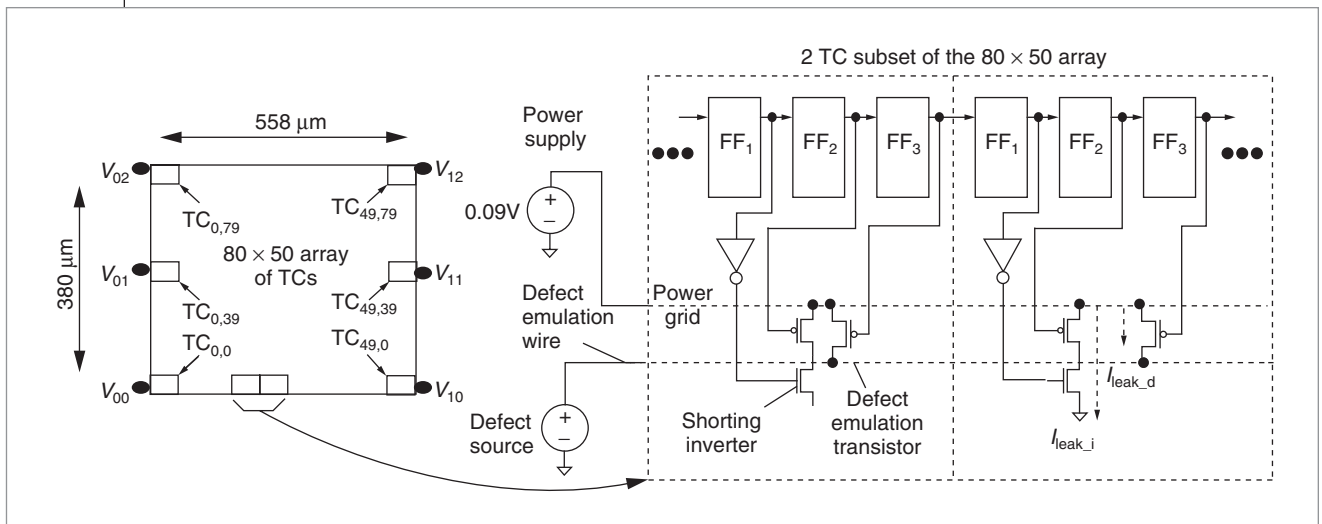 2 TC subset of the 80 × 50 array
558 μm
380 μm
V02
V12
TC0,79
TC49,79
80 × 50 array
of TCs
V01
V11
TC0,39
TC49,39
TC0,0
TC49,0
V00
V10
Power
supply
0.09V
+
−
Defect
emulation
wire
Power
grid
Defect
source
+
−
FF1
FF2
FF3
FF1
FF2
FF3
Shorting
inverter
Defect
emulation
transistor
Ileak_d
Ileak_i